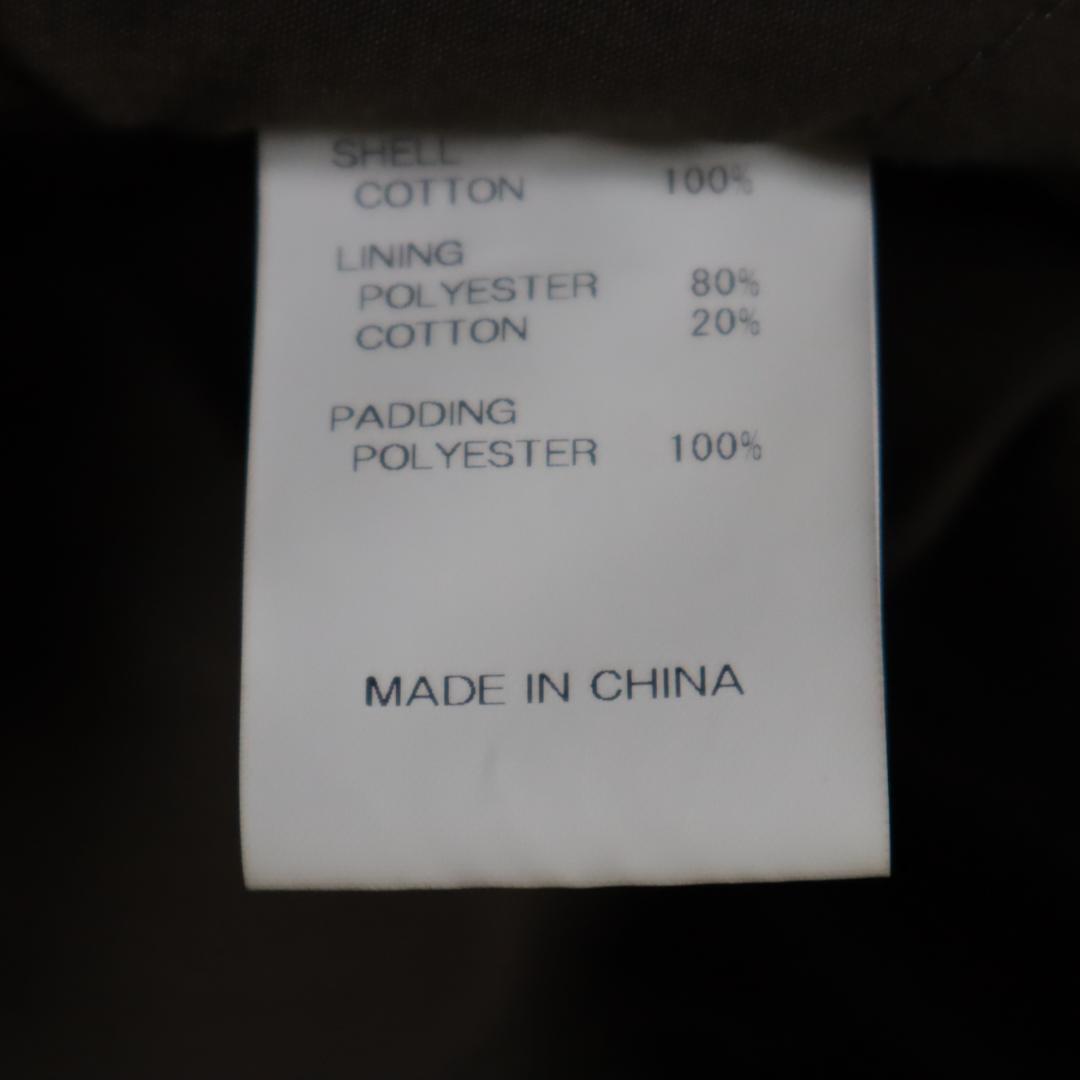 SHELL
COTTON 100%
LINING
POLYESTER 80%
COTTON 20%
PADDING
POLYESTER 100%
MADE IN CHINA